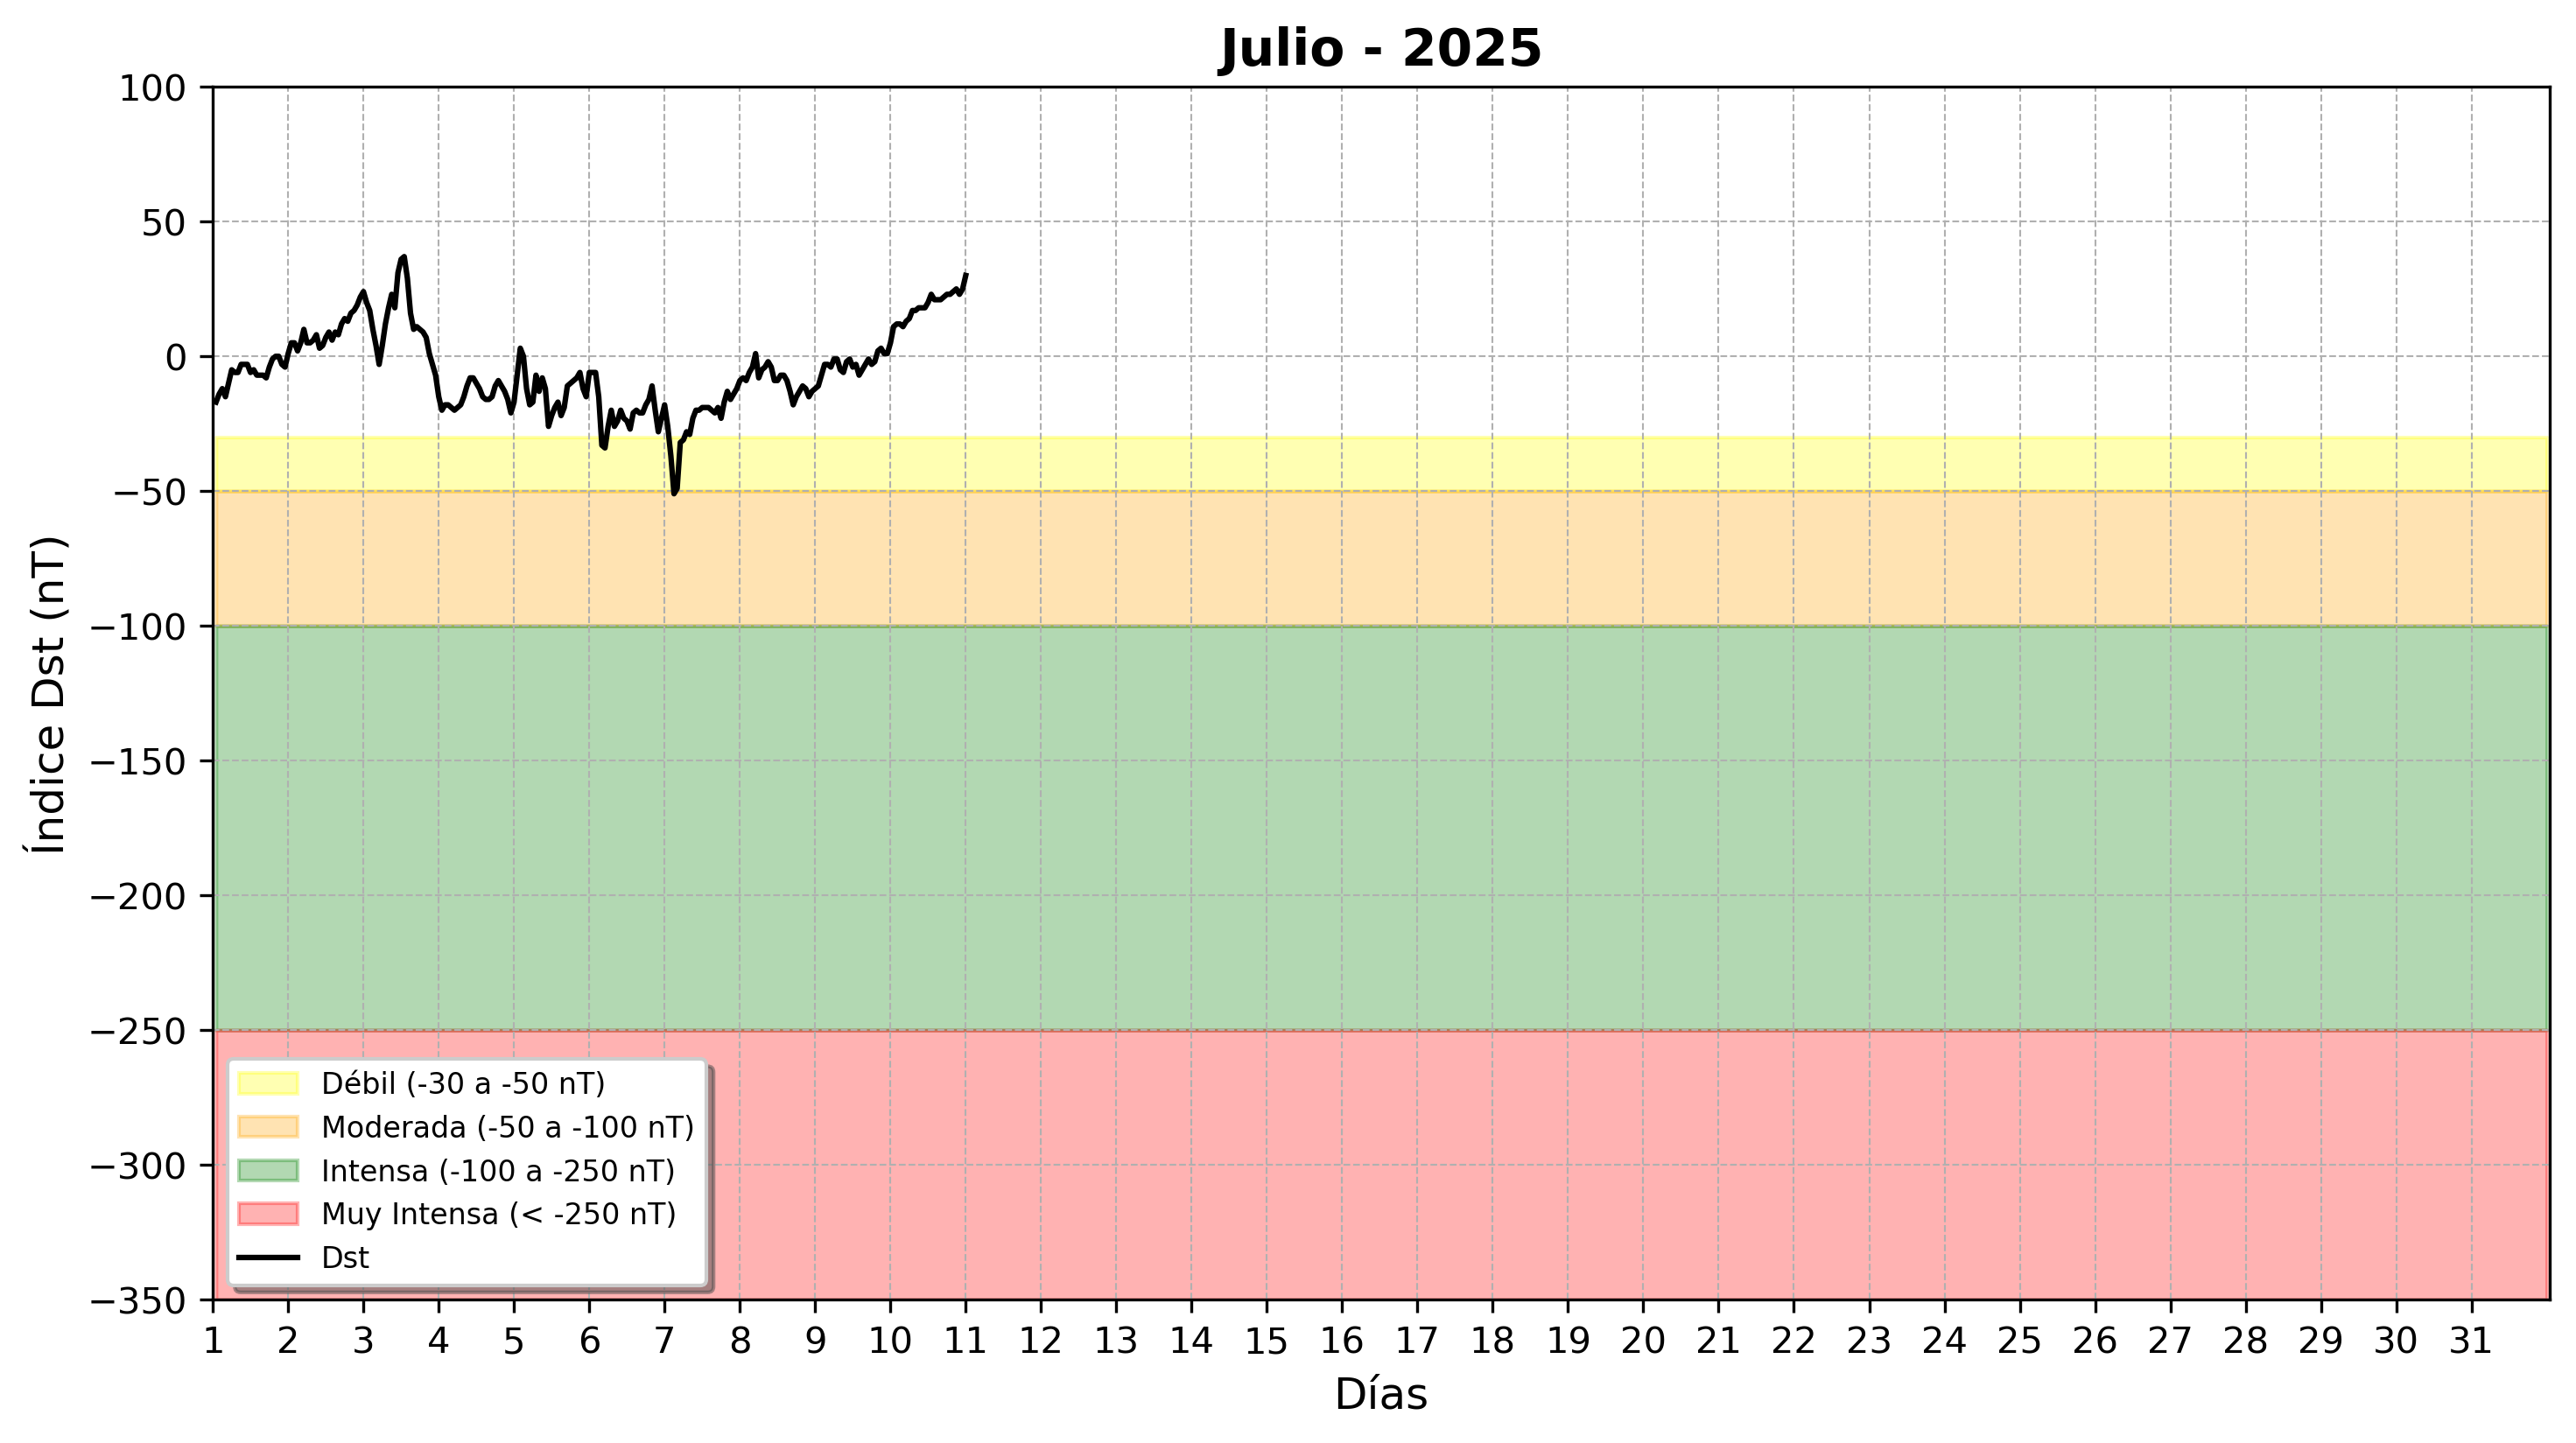 Julio - 2025
Índice Dst (nT)
100
50
0
−50
−100
−150
−200
−250
−300
−350
Débil (-30 a -50 nT)
Moderada (-50 a -100 nT)
Intensa (-100 a -250 nT)
Muy Intensa (< -250 nT)
Dst
1 2 3 4 5 6 7 8 9 10 11 12 13 14 15 16 17 18 19 20 21 22 23 24 25 26 27 28 29 30 31
Días